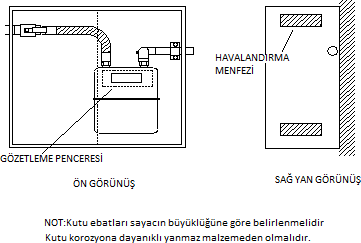 HAVALANDIRMA
MENFEZİ
GÖZETLEME PENCERESİ
ÖN GÖRÜNÜŞ
SAĞ YAN GÖRÜNÜŞ
NOT:Kutu ebatları sayacın büyüklüğüne göre belirlenmelidir
Kutu korozyona dayanıklı yanmaz malzemeden olmalıdır.